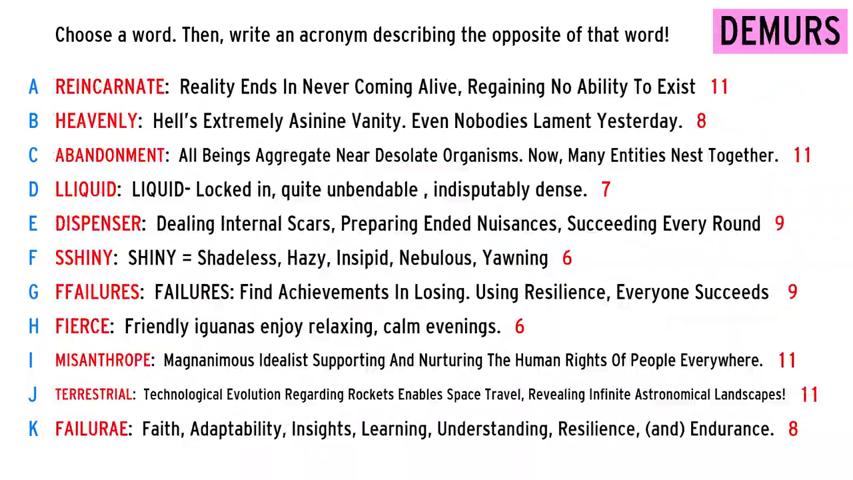 Choose a word. Then, write an acronym describing the opposite of that word! DEMURS
A REINCARNATE: Reality Ends In Never Coming Alive, Regaining No Ability To Exist 11
B HEAVENLY: Hell's Extremely Asinine Vanity. Even Nobodies Lament Yesterday. 8
C ABANDONMENT: All Beings Aggregate Near Desolate Organisms. Now, Many Entities Nest Together. 11
D LLIQUID: LIQUID- Locked in, quite unbendable , indisputably dense. 7
E DISPENSER: Dealing Internal Scars, Preparing Ended Nuisances, Succeeding Every Round 9
F SSHINY: SHINY = Shadeless, Hazy, Insipid, Nebulous, Yawning 6
G FFAILURES: FAILURES: Find Achievements In Losing. Using Resilience, Everyone Succeeds 9
H FIERCE: Friendly iguanas enjoy relaxing, calm evenings. 6
I MISANTHROPE: Magnanimous Idealist Supporting And Nurturing The Human Rights Of People Everywhere. 11
J TERRESTRIAL: Technological Evolution Regarding Rockets Enables Space Travel, Revealing Infinite Astronomical Landscapes! 11
K FAILURAE: Faith, Adaptability, Insights, Learning, Understanding, Resilience, (and) Endurance. 8